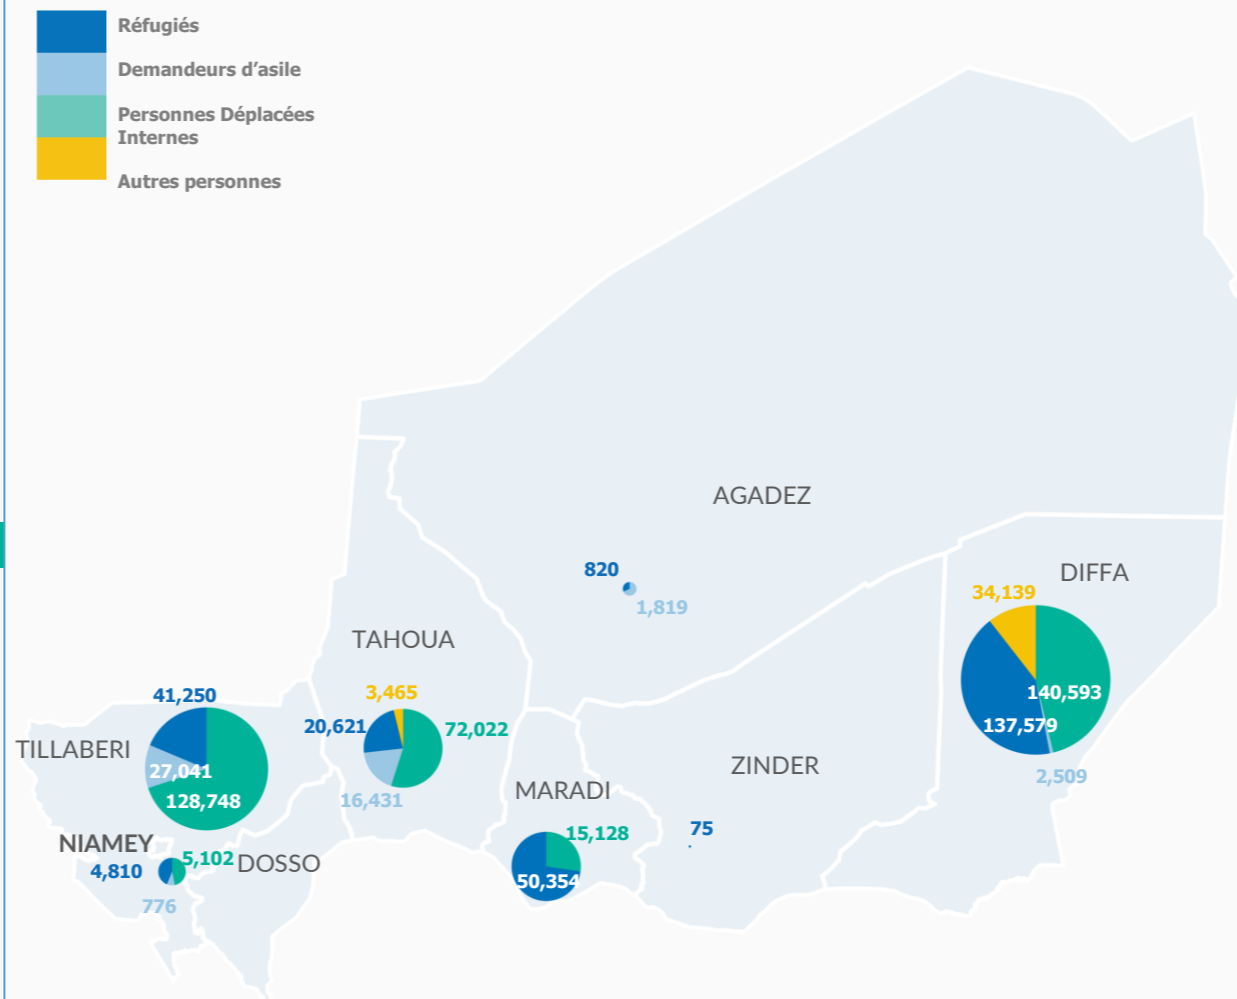 Réfugiés
Demandeurs d’asile
Personnes Déplacées
Internes
Autres personnes
AGADEZ
820
1,819
DIFFA
34,139
140,593
137,579
2,509
TAHOUA
3,465
20,621
72,022
16,431
41,250
TILLABERI
27,041
128,748
ZINDER
75
MARADI
15,128
50,354
NIAMEY
5,102
4,810
776
DOSSO